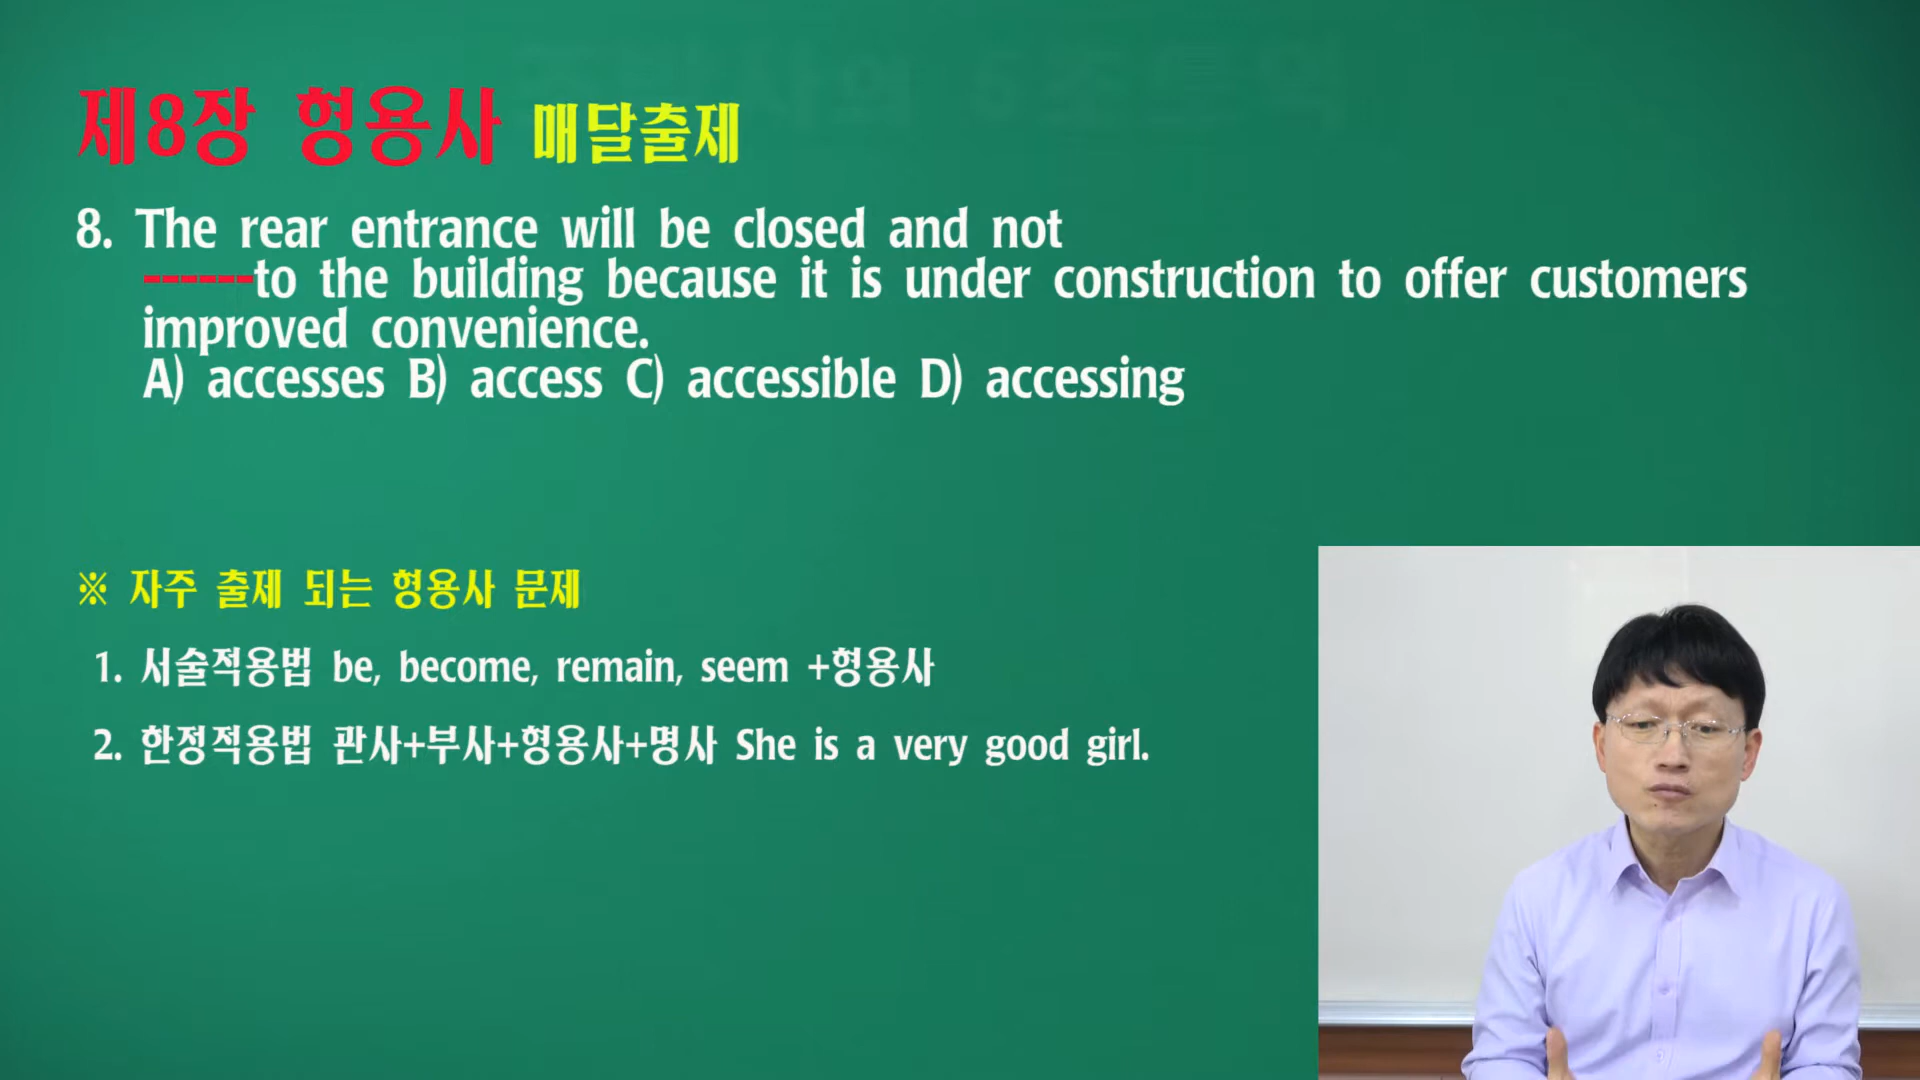 제8장 형용사 매달출제
8. The rear entrance will be closed and not
------to the building because it is under construction to offer customers
improved convenience.
A) accesses B) access C) accessible D) accessing
※ 자주 출제 되는 형용사 문제
1. 서술적용법 be, become, remain, seem +형용사
2. 한정적용법 관사+부사+형용사+명사 She is a very good girl.